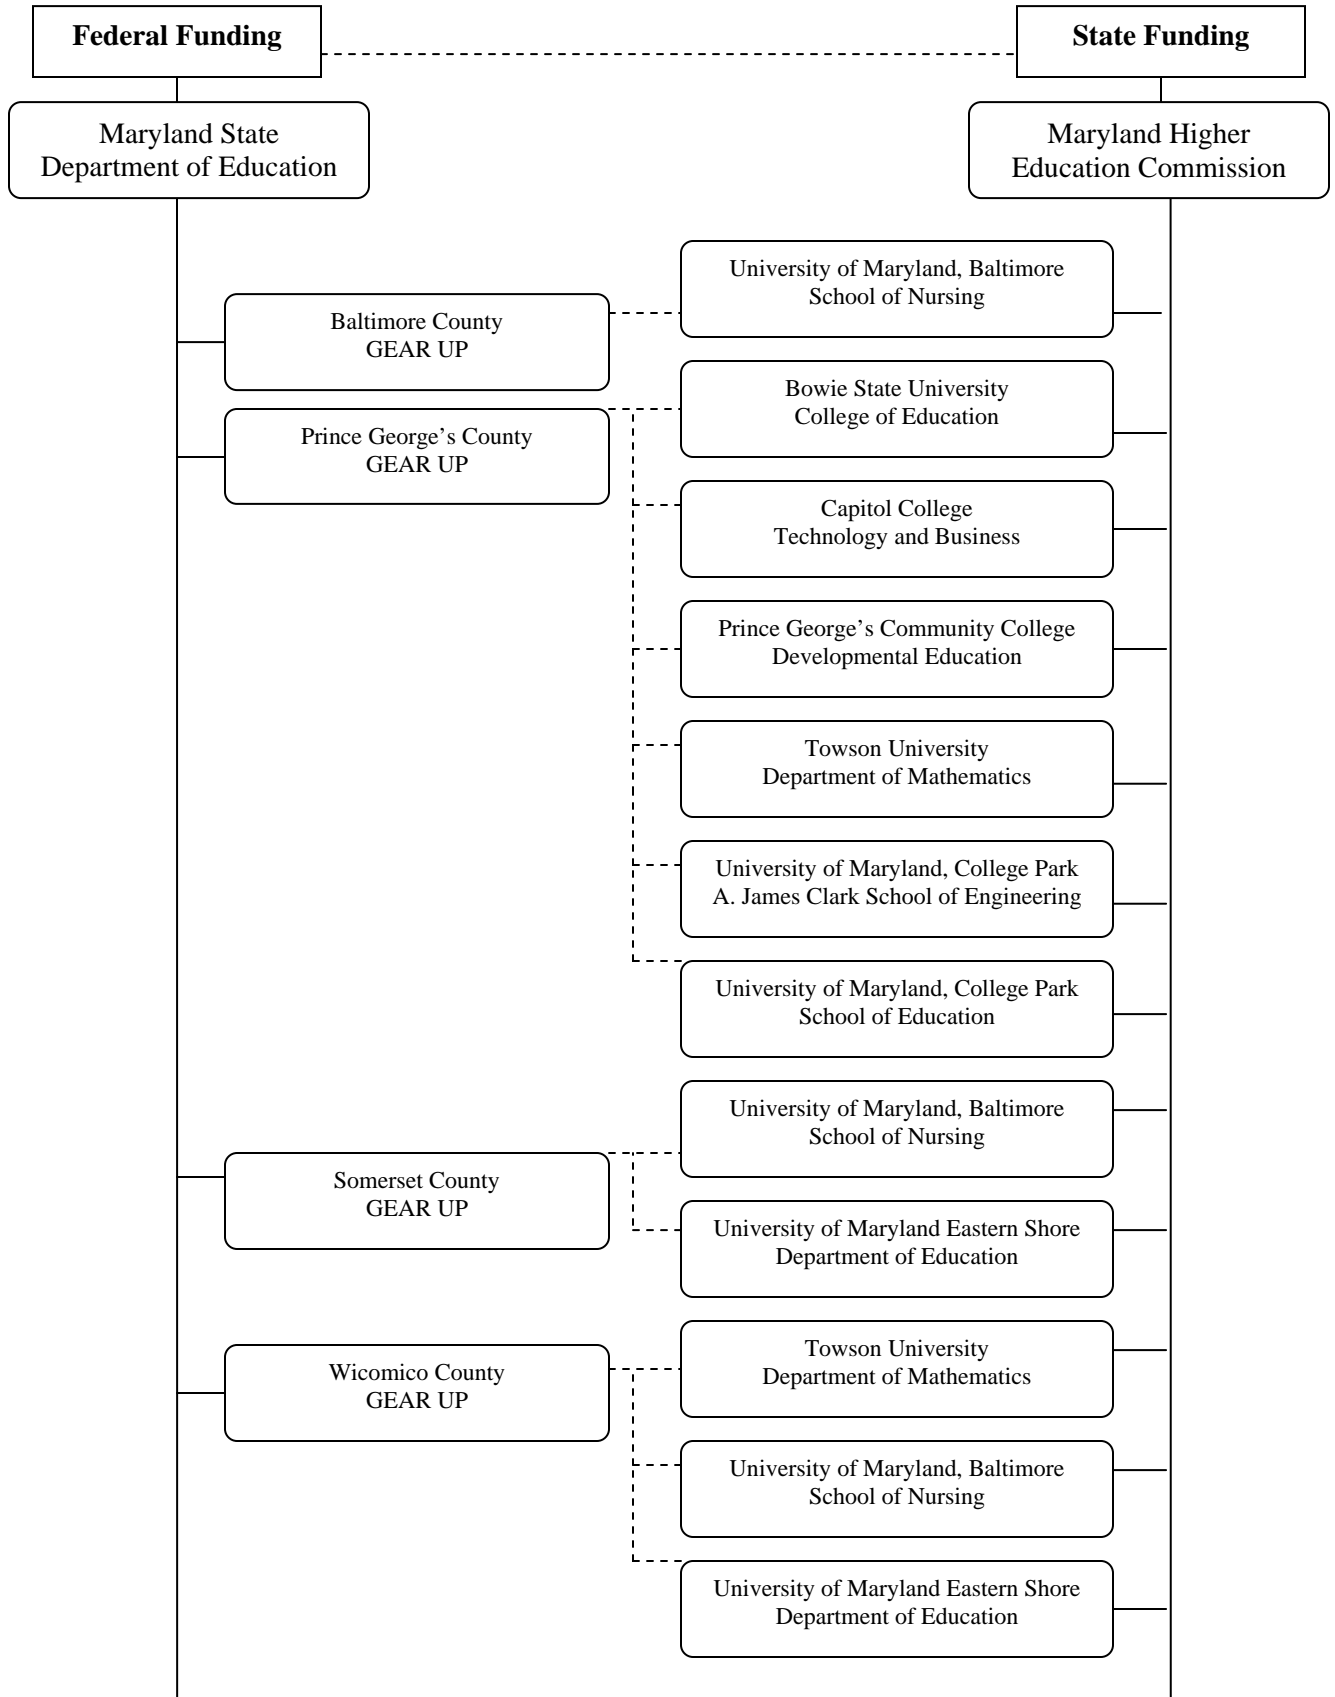 Federal Funding
State Funding
Maryland State
Department of Education
Maryland Higher
Education Commission
University of Maryland, Baltimore
School of Nursing
Baltimore County
GEAR UP
Bowie State University
College of Education
Prince George’s County
GEAR UP
Capitol College
Technology and Business
Prince George’s Community College
Developmental Education
Towson University
Department of Mathematics
University of Maryland, College Park
A. James Clark School of Engineering
University of Maryland, College Park
School of Education
University of Maryland, Baltimore
School of Nursing
Somerset County
GEAR UP
University of Maryland Eastern Shore
Department of Education
Towson University
Department of Mathematics
Wicomico County
GEAR UP
University of Maryland, Baltimore
School of Nursing
University of Maryland Eastern Shore
Department of Education